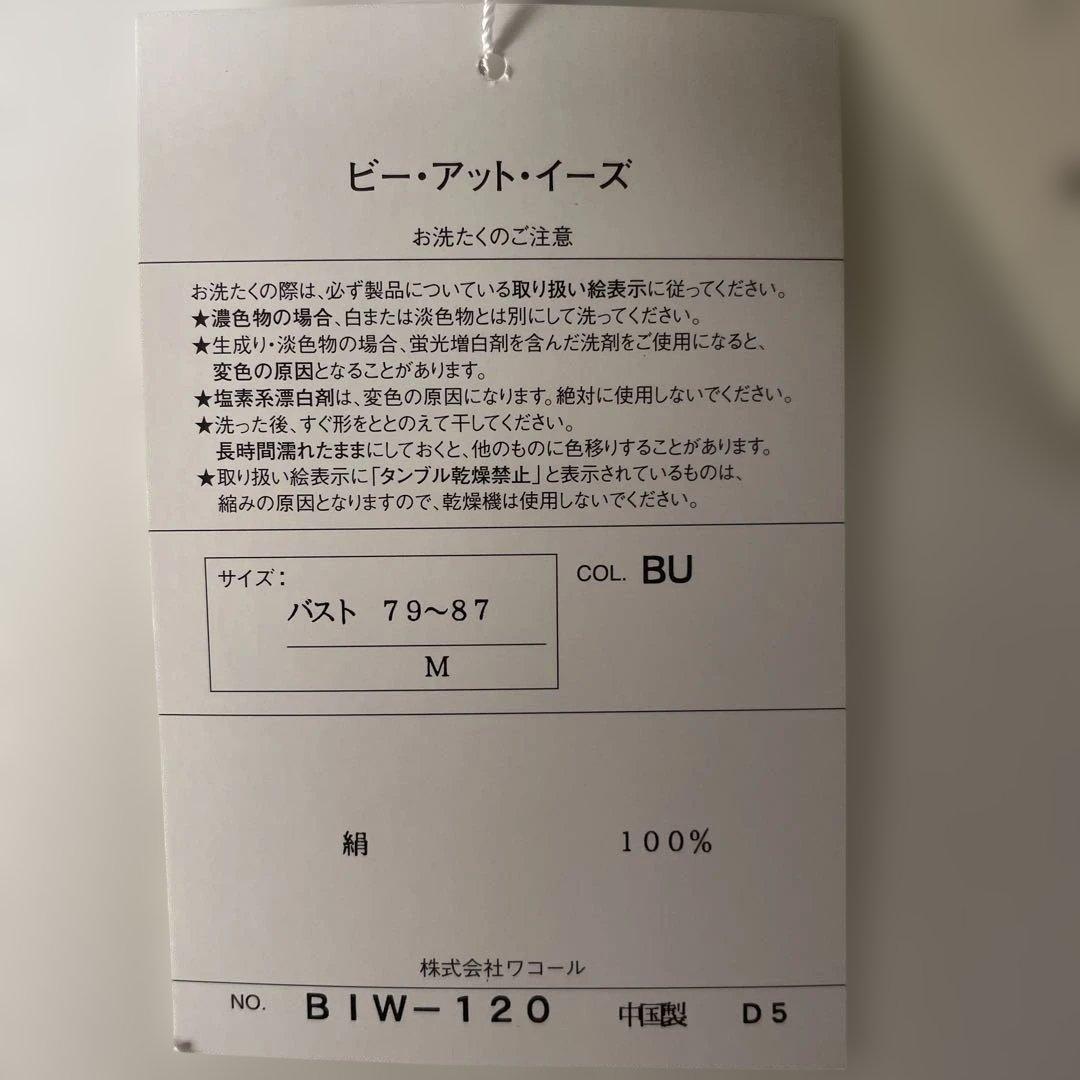 ビー・アット・イーズ
お洗たくのご注意
お洗たくの際は、必ず製品についている取り扱い絵表示に従ってください。
★濃色物の場合、白または淡色物とは別にして洗ってください。
★生成り・淡色物の場合、蛍光増白剤を含んだ洗剤をご使用になると、
変色の原因となることがあります。
★塩素系漂白剤は、変色の原因になります。絶対に使用しないでください。
★洗った後、すぐ形をととのえて干してください。
長時間濡れたままにしておくと、他のものに色移りすることがあります。
★取り扱い絵表示に「タンブル乾燥禁止」と表示されているものは、
縮みの原因となりますので、乾燥機は使用しないでください。
サイズ: COL. BU
バスト 79〜87
M
絹 100%
株式会社ワコール
NO. BIW−120 中国製 D5